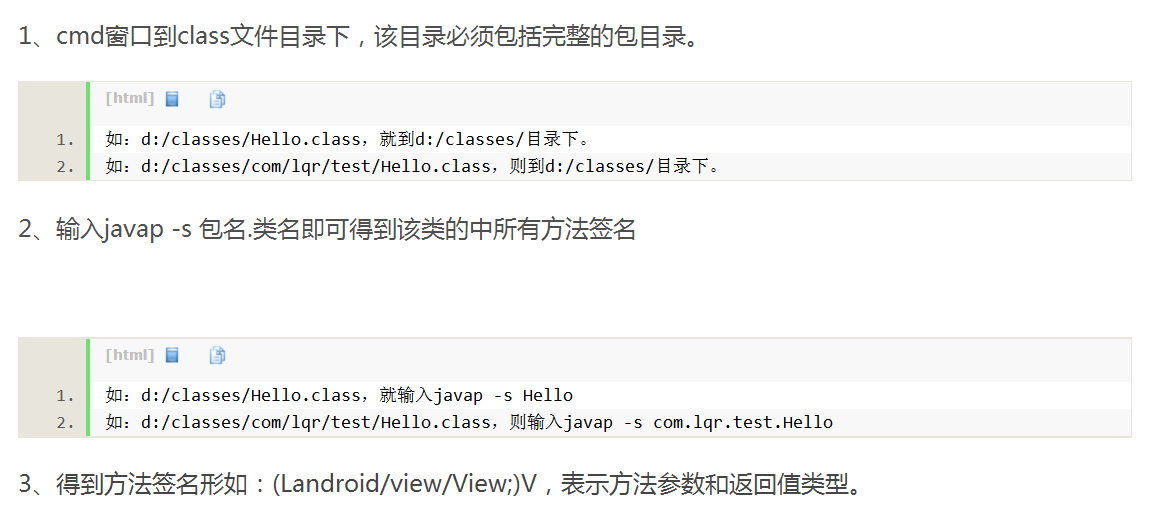 1、cmd窗口到class文件目录下，该目录必须包括完整的包目录。
[html]
1. 如：d:/classes/Hello.class，就到d:/classes/目录下。
2. 如：d:/classes/com/lqr/test/Hello.class，则到d:/classes/目录下。
2、输入javap -s 包名.类名即可得到该类的中所有方法签名
[html]
1. 如：d:/classes/Hello.class，就输入javap -s Hello
2. 如：d:/classes/com/lqr/test/Hello.class，则输入javap -s com.lqr.test.Hello
3、得到方法签名形如：(Landroid/view/View;)V，表示方法参数和返回值类型。